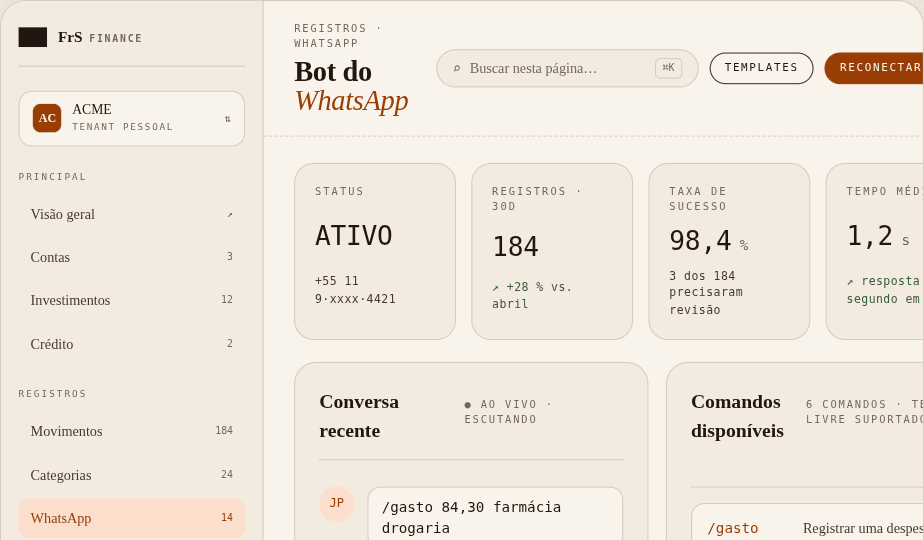 FrS FINANCE
AC
ACME
TENANT PESSOAL
PRINCIPAL
Visão geral ↗
Contas 3
Investimentos 12
Crédito 2
REGISTROS
Movimentos 184
Categorias 24
WhatsApp 14
REGISTROS ·
WHATSAPP
Bot do
WhatsApp
Buscar nesta página… ⌘K
TEMPLATES
RECONECTAR
STATUS
ATIVO
+55 11
9·xxxx·4421
REGISTROS ·
30D
184
↗ +28 % vs.
abril
TAXA DE
SUCESSO
98,4 %
3 dos 184
precisaram
revisão
TEMPO
1,2 s
↗ resposta
segundo em
Conversa
recente
● AO VIVO ·
ESCUTANDO
JP
/gasto 84,30 farmácia
drogaria
Comandos
disponíveis
6 COMANDOS ·
LIVRE
/gasto
Registrar uma